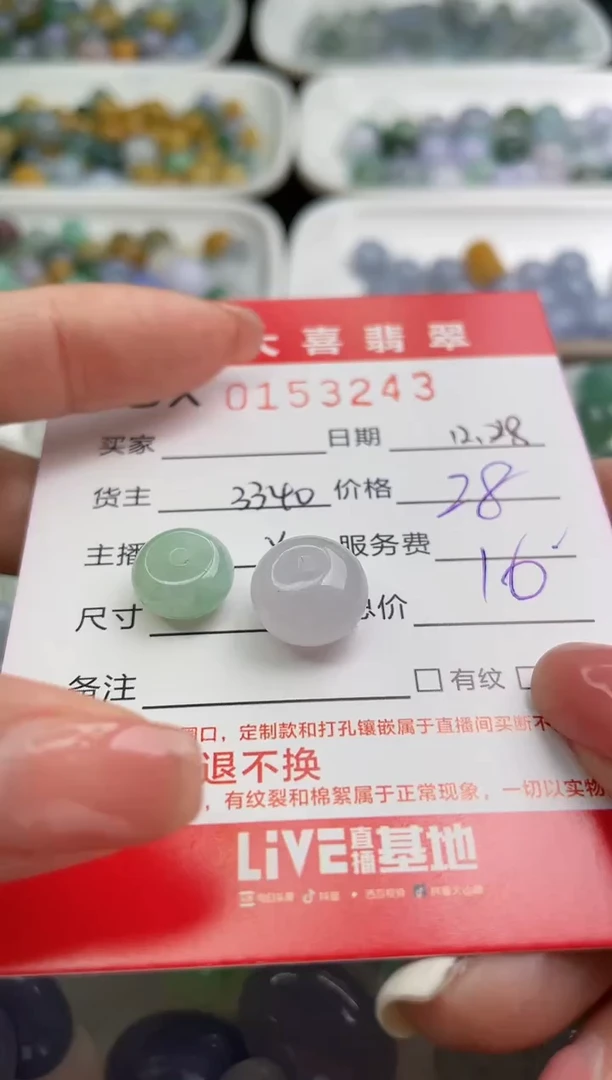 大喜翡翠
0153243
买家 日期 12.28
货主 3340 价格 28
主播 服务费 16
尺寸 总价
备注 □ 有纹
圈口，定制款和打孔镶嵌属于直播间买断不
退不换
，有纹裂和棉絮属于正常现象，一切以实物
LIVE直播基地